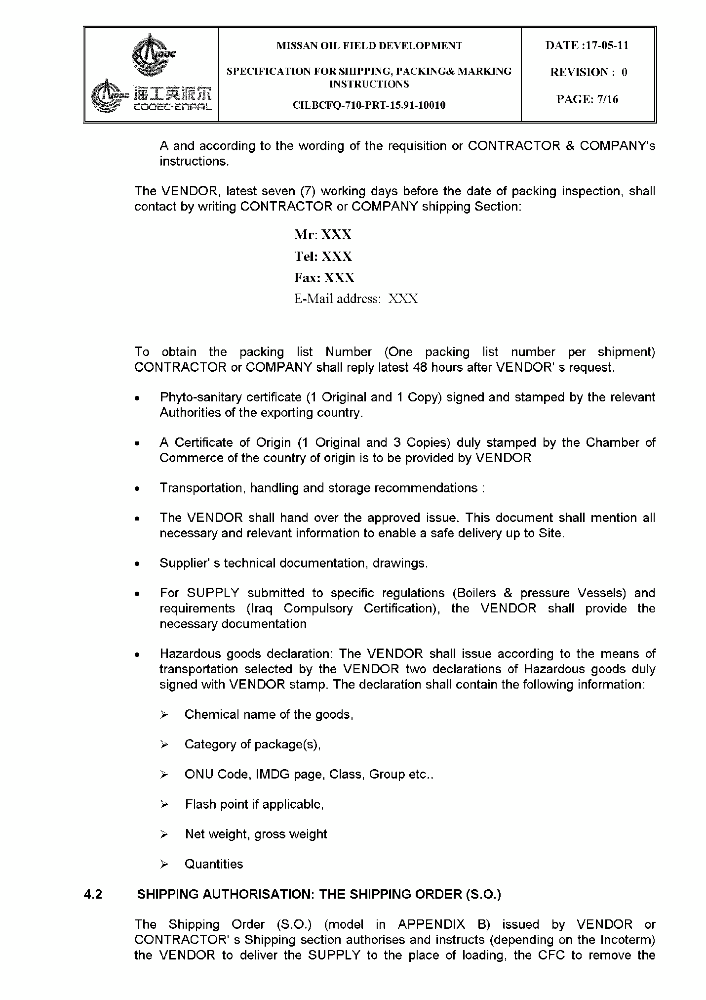 MISSAN OIL FIELD DEVELOPMENT
SPECIFICATION FOR SHIPPING, PACKING& MARKING
INSTRUCTIONS
CILBCFQ-710-PRT-15.91-10010
DATE :17-05-11
REVISION : 0
PAGE: 7/16
海工英派尔
COOEC·ENPAL
A and according to the wording of the requisition or CONTRACTOR & COMPANY's
instructions.
The VENDOR, latest seven (7) working days before the date of packing inspection, shall
contact by writing CONTRACTOR or COMPANY shipping Section:
Mr: XXX
Tel: XXX
Fax: XXX
E-Mail address: XXX
To obtain the packing list Number (One packing list number per shipment)
CONTRACTOR or COMPANY shall reply latest 48 hours after VENDOR' s request.
• Phyto-sanitary certificate (1 Original and 1 Copy) signed and stamped by the relevant
Authorities of the exporting country.
• A Certificate of Origin (1 Original and 3 Copies) duly stamped by the Chamber of
Commerce of the country of origin is to be provided by VENDOR
• Transportation, handling and storage recommendations :
• The VENDOR shall hand over the approved issue. This document shall mention all
necessary and relevant information to enable a safe delivery up to Site.
• Supplier' s technical documentation, drawings.
• For SUPPLY submitted to specific regulations (Boilers & pressure Vessels) and
requirements (Iraq Compulsory Certification), the VENDOR shall provide the
necessary documentation
• Hazardous goods declaration: The VENDOR shall issue according to the means of
transportation selected by the VENDOR two declarations of Hazardous goods duly
signed with VENDOR stamp. The declaration shall contain the following information:
➢ Chemical name of the goods,
➢ Category of package(s),
➢ ONU Code, IMDG page, Class, Group etc..
➢ Flash point if applicable,
➢ Net weight, gross weight
➢ Quantities
4.2 SHIPPING AUTHORISATION: THE SHIPPING ORDER (S.O.)
The Shipping Order (S.O.) (model in APPENDIX B) issued by VENDOR or
CONTRACTOR' s Shipping section authorises and instructs (depending on the Incoterm)
the VENDOR to deliver the SUPPLY to the place of loading, the CFC to remove the